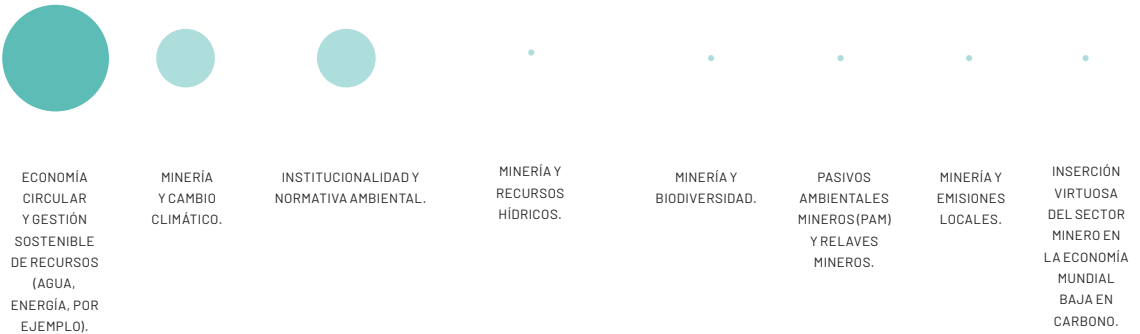 ECONOMÍA
CIRCULAR
Y GESTIÓN
SOSTENIBLE
DE RECURSOS
(AGUA,
ENERGÍA, POR
EJEMPLO).
MINERÍA
Y CAMBIO
CLIMÁTICO.
INSTITUCIONALIDAD Y
NORMATIVA AMBIENTAL.
MINERÍA Y
RECURSOS
HÍDRICOS.
MINERÍA Y
BIODIVERSIDAD.
PASIVOS
AMBIENTALES
MINEROS (PAM)
Y RELAVES
MINEROS.
MINERÍA Y
EMISIONES
LOCALES.
INSERCIÓN
VIRTUOSA
DEL SECTOR
MINERO EN
LA ECONOMÍA
MUNDIAL
BAJA EN
CARBONO.